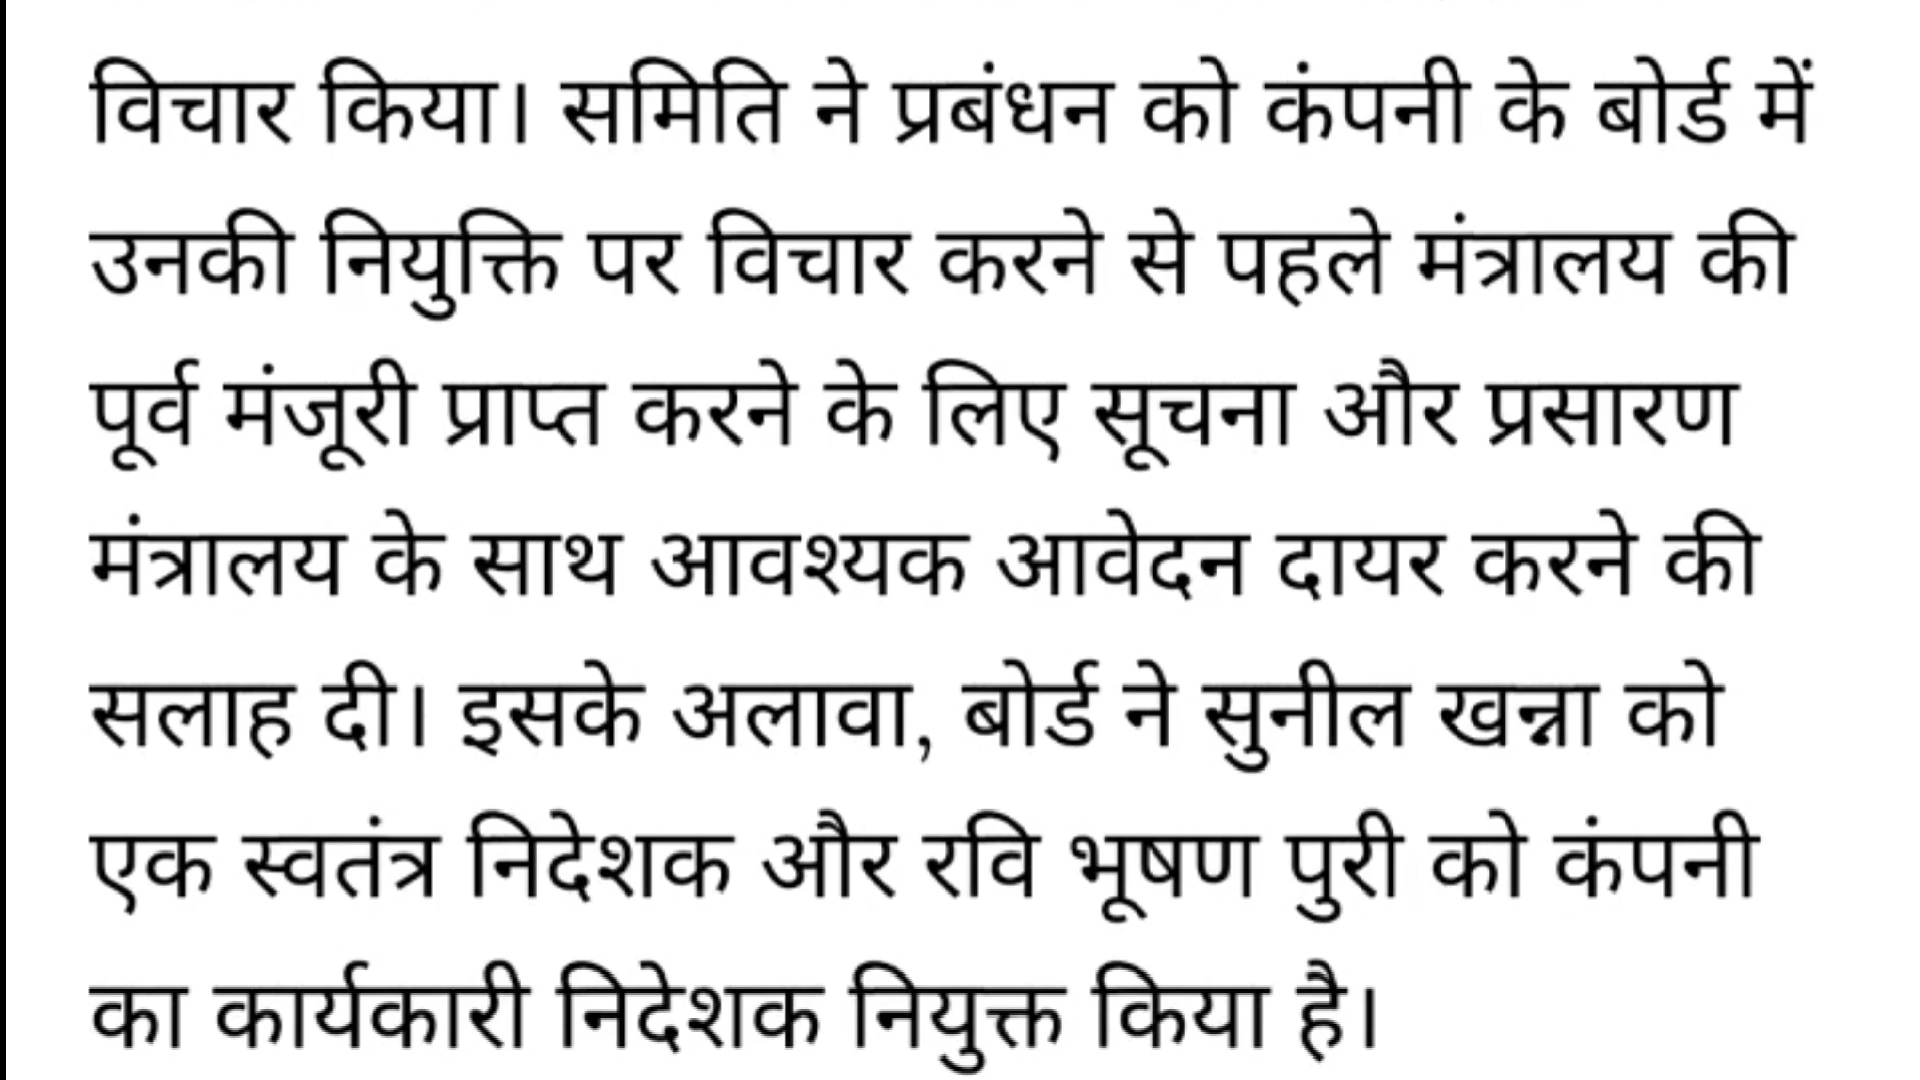 विचार किया। समिति ने प्रबंधन को कंपनी के बोर्ड में
उनकी नियुक्ति पर विचार करने से पहले मंत्रालय की
पूर्व मंजूरी प्राप्त करने के लिए सूचना और प्रसारण
मंत्रालय के साथ आवश्यक आवेदन दायर करने की
सलाह दी। इसके अलावा, बोर्ड ने सुनील खन्ना को
एक स्वतंत्र निदेशक और रवि भूषण पुरी को कंपनी
का कार्यकारी निदेशक नियुक्त किया है।